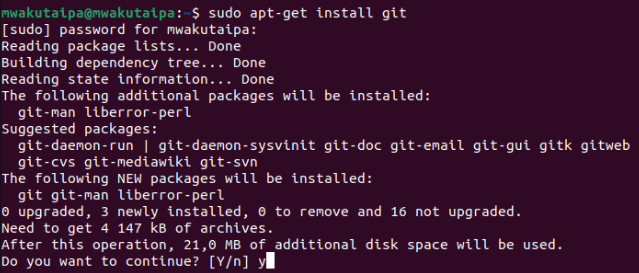 mwakutaipa@mwakutaipa:~$ sudo apt-get install git
[sudo] password for mwakutaipa:
Reading package lists... Done
Building dependency tree... Done
Reading state information... Done
The following additional packages will be installed:
  git-man liberror-perl
Suggested packages:
  git-daemon-run | git-daemon-sysvinit git-doc git-email git-gui gitk gitweb
  git-cvs git-mediawiki git-svn
The following NEW packages will be installed:
  git git-man liberror-perl
0 upgraded, 3 newly installed, 0 to remove and 16 not upgraded.
Need to get 4 147 kB of archives.
After this operation, 21,0 MB of additional disk space will be used.
Do you want to continue? [Y/n] y